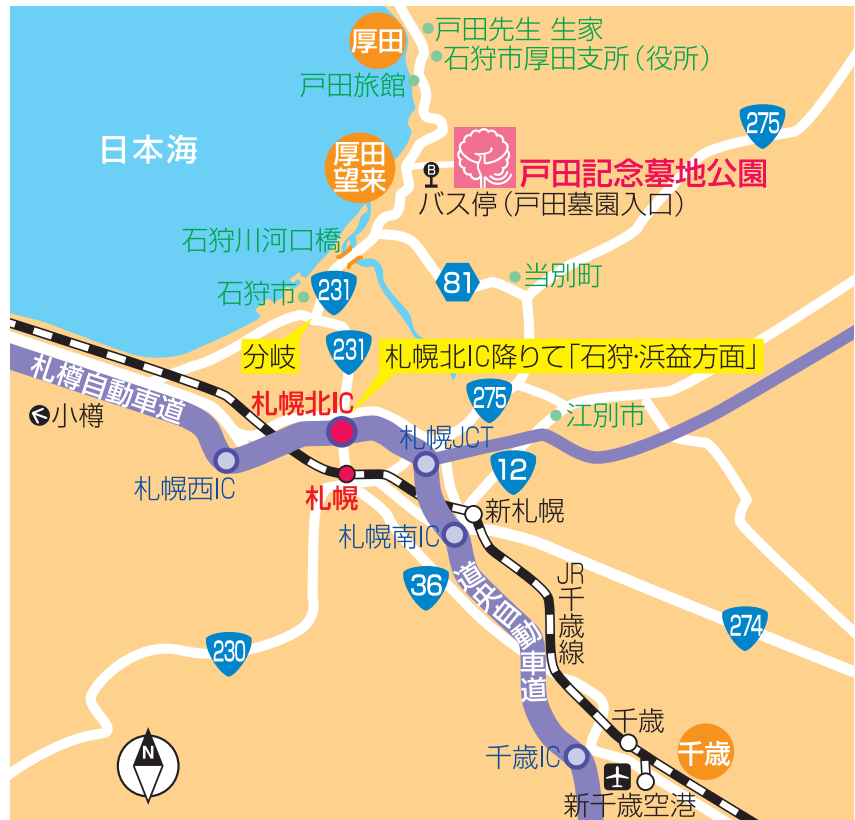 厚田
戸田先生 生家
石狩市厚田支所（役所）
戸田旅館
275
日本海
厚田
望来
B
戸田記念墓地公園
バス停（戸田墓園入口）
石狩川河口橋
81
当別町
石狩市
231
分岐
231
札幌北IC降りて「石狩・浜益方面」
札樽自動車道
小樽
札幌北IC
275
江別市
札幌JCT
札幌西IC
札幌
12
新札幌
札幌南IC
36
道央自動車道
JR千歳線
230
274
千歳
千歳
N
千歳IC
新千歳空港